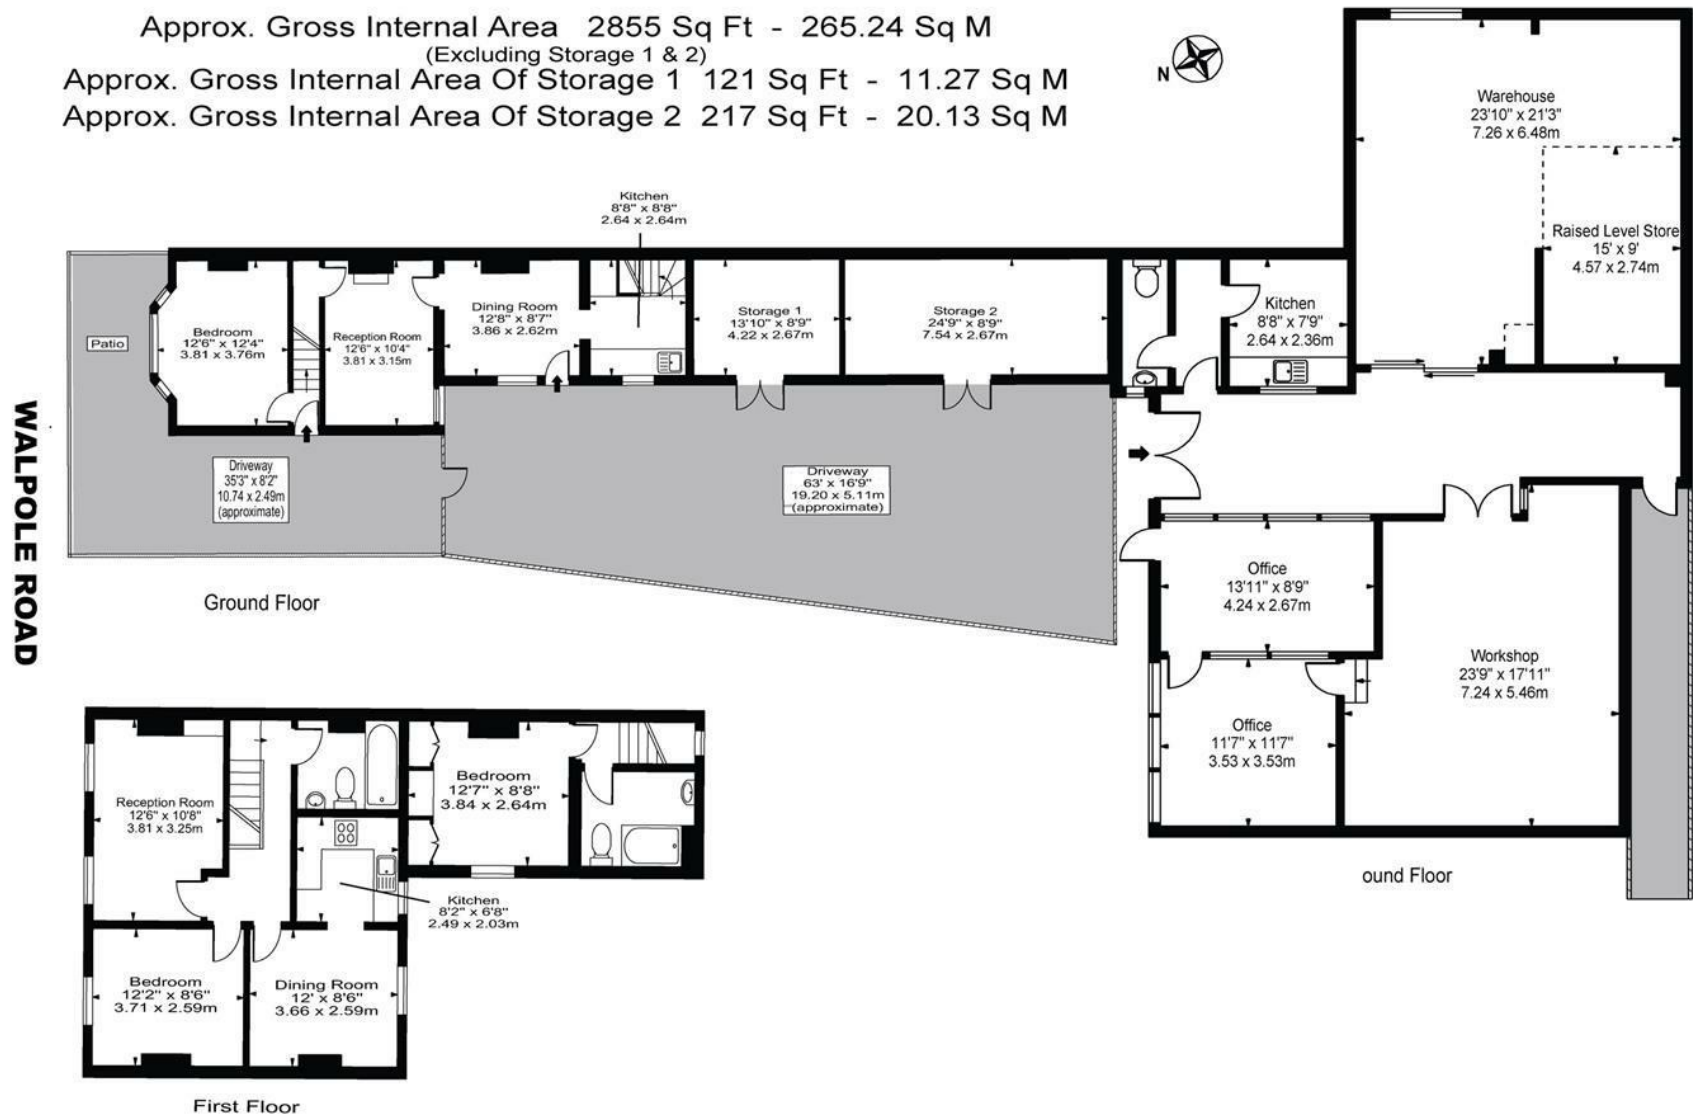 Approx. Gross Internal Area 2855 Sq Ft - 265.24 Sq M
(Excluding Storage 1 & 2)
Approx. Gross Internal Area Of Storage 1 121 Sq Ft - 11.27 Sq M
Approx. Gross Internal Area Of Storage 2 217 Sq Ft - 20.13 Sq M
N
Warehouse
23'10" x 21'3"
7.26 x 6.48m
Raised Level Store
15' x 9'
4.57 x 2.74m
Kitchen
8'8" x 8'8"
2.64 x 2.64m
Patio
Bedroom
12'6" x 12'4"
3.81 x 3.76m
Reception Room
12'6" x 10'4"
3.81 x 3.15m
Dining Room
12'8" x 8'7"
3.86 x 2.62m
Storage 1
13'10" x 8'9"
4.22 x 2.67m
Storage 2
24'9" x 8'9"
7.54 x 2.67m
Kitchen
8'8" x 7'9"
2.64 x 2.36m
WALPOLE ROAD
Driveway
35'3" x 8'2"
10.74 x 2.49m
(approximate)
Driveway
63' x 16'9"
19.20 x 5.11m
(approximate)
Office
13'11" x 8'9"
4.24 x 2.67m
Workshop
23'9" x 17'11"
7.24 x 5.46m
Office
11'7" x 11'7"
3.53 x 3.53m
Ground Floor
ound Floor
Reception Room
12'6" x 10'8"
3.81 x 3.25m
Bedroom
12'7" x 8'8"
3.84 x 2.64m
Kitchen
8'2" x 6'8"
2.49 x 2.03m
Bedroom
12'2" x 8'6"
3.71 x 2.59m
Dining Room
12' x 8'6"
3.66 x 2.59m
First Floor